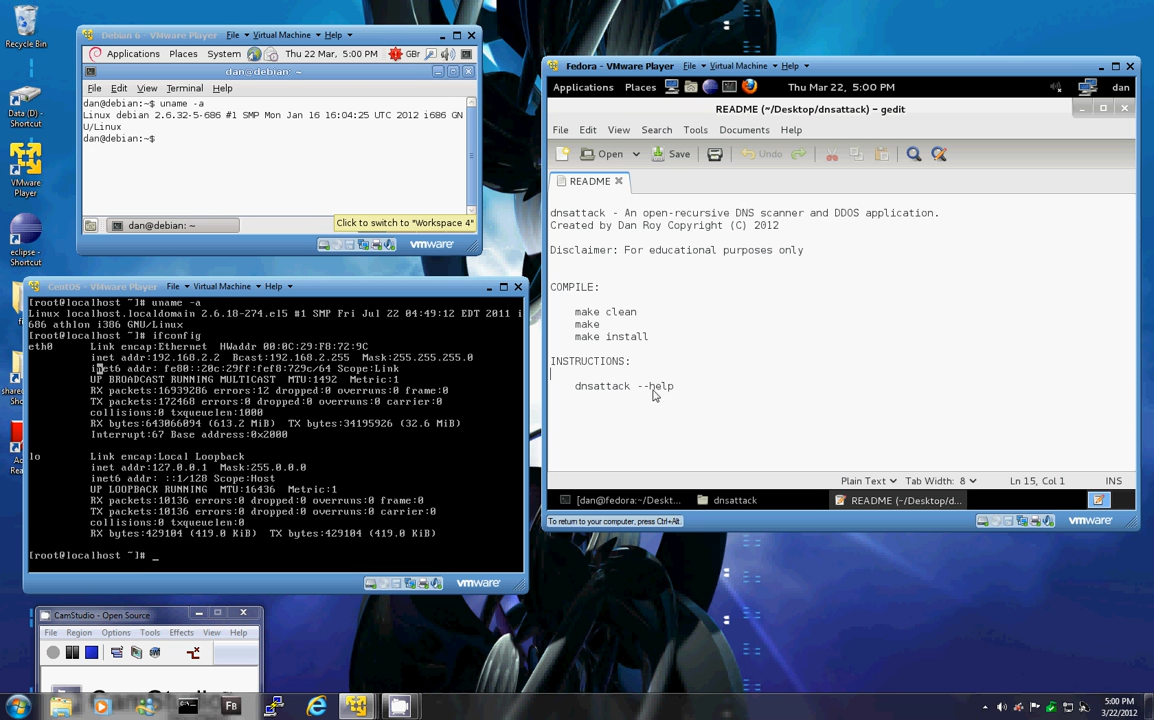 Recycle Bin
Data (D) -
Shortcut
VMware
Player
eclipse -
Shortcut
Debian 6 - VMware Player File Virtual Machine Help
Applications Places System Thu 22 Mar, 5:00 PM GBr
dan@debian: ~
File Edit View Terminal Help
dan@debian:~$ uname -a
Linux debian 2.6.32-5-686 #1 SMP Mon Jan 16 16:04:25 UTC 2012 i686 GN
U/Linux
dan@debian:~$
Click to switch to "Workspace 4"
dan@debian: ~
vmware
CentOS - VMware Player File Virtual Machine Help
[root@localhost ~]# uname -a
Linux localhost.localdomain 2.6.18-274.el5 #1 SMP Fri Jul 22 04:49:12 EDT 2011 i
686 athlon i386 GNU/Linux
[root@localhost ~]# ifconfig
eth0 Link encap:Ethernet HWaddr 00:0C:29:F8:72:9C
inet addr:192.168.2.2 Bcast:192.168.2.255 Mask:255.255.255.0
inet6 addr: fe80::20c:29ff:fef8:729c/64 Scope:Link
UP BROADCAST RUNNING MULTICAST MTU:1492 Metric:1
RX packets:16939286 errors:12 dropped:0 overruns:0 frame:0
TX packets:172468 errors:0 dropped:0 overruns:0 carrier:0
collisions:0 txqueuelen:1000
RX bytes:643066094 (613.2 MiB) TX bytes:34195926 (32.6 MiB)
Interrupt:67 Base address:0x2000
lo Link encap:Local Loopback
inet addr:127.0.0.1 Mask:255.0.0.0
inet6 addr: ::1/128 Scope:Host
UP LOOPBACK RUNNING MTU:16436 Metric:1
RX packets:10136 errors:0 dropped:0 overruns:0 frame:0
TX packets:10136 errors:0 dropped:0 overruns:0 carrier:0
collisions:0 txqueuelen:0
RX bytes:429104 (419.0 KiB) TX bytes:429104 (419.0 KiB)
[root@localhost ~]# _
vmware
CamStudio - Open Source
File Region Options Tools Effects View Help
Fedora - VMware Player File Virtual Machine Help
Applications Places Thu Mar 22, 5:00 PM dan
README (~/Desktop/dnsattack) - gedit
File Edit View Search Tools Documents Help
Open Save Undo
README
dnsattack - An open-recursive DNS scanner and DDOS application.
Created by Dan Roy Copyright (C) 2012
Disclaimer: For educational purposes only
COMPILE:
make clean
make
make install
INSTRUCTIONS:
dnsattack --help
Plain Text Tab Width: 8 Ln 15, Col 1 INS
[dan@fedora:~/Deskt... dnsattack README (~/Desktop/d...
To return to your computer, press Ctrl+Alt.
vmware
Fb
5:00 PM
3/22/2012